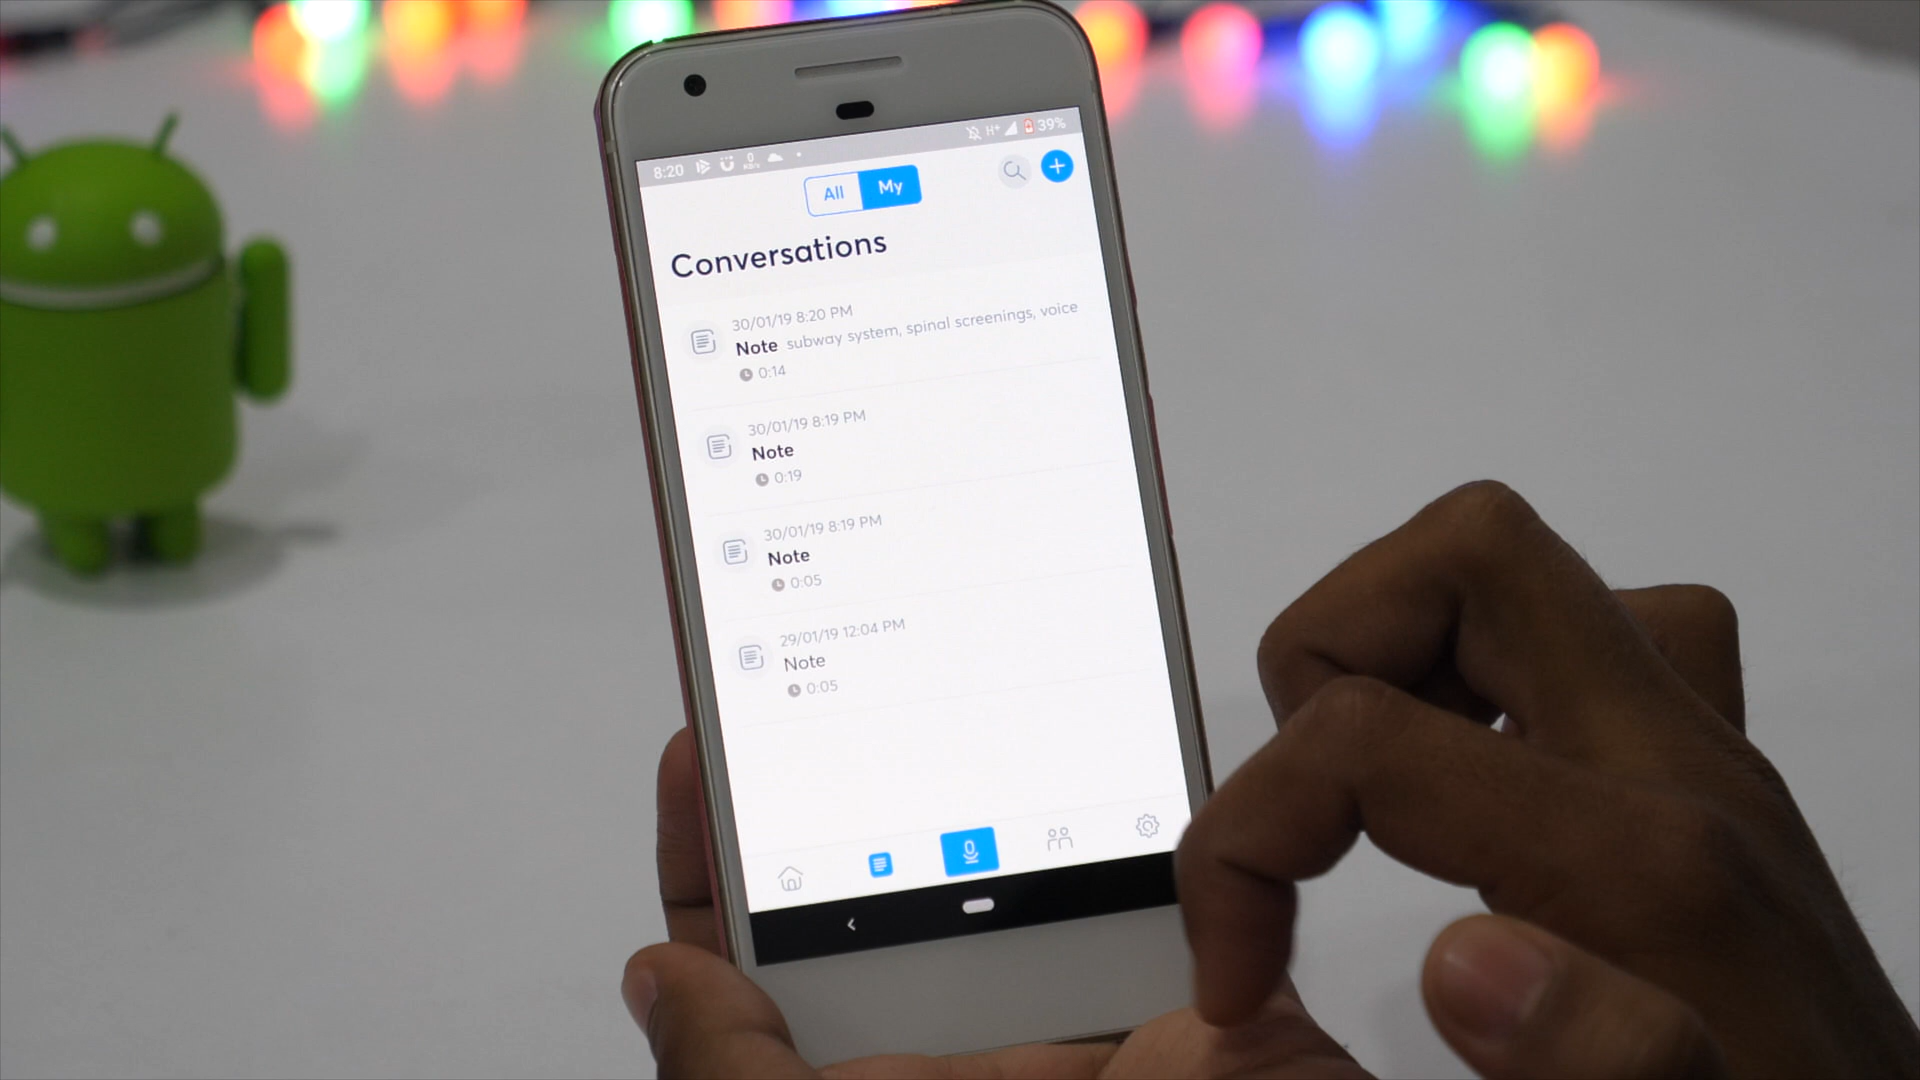 8:20 0 KB/s H+ 39%
All My
Conversations
30/01/19 8:20 PM
Note subway system, spinal screenings, voice
0:14
30/01/19 8:19 PM
Note
0:19
30/01/19 8:19 PM
Note
0:05
29/01/19 12:04 PM
Note
0:05